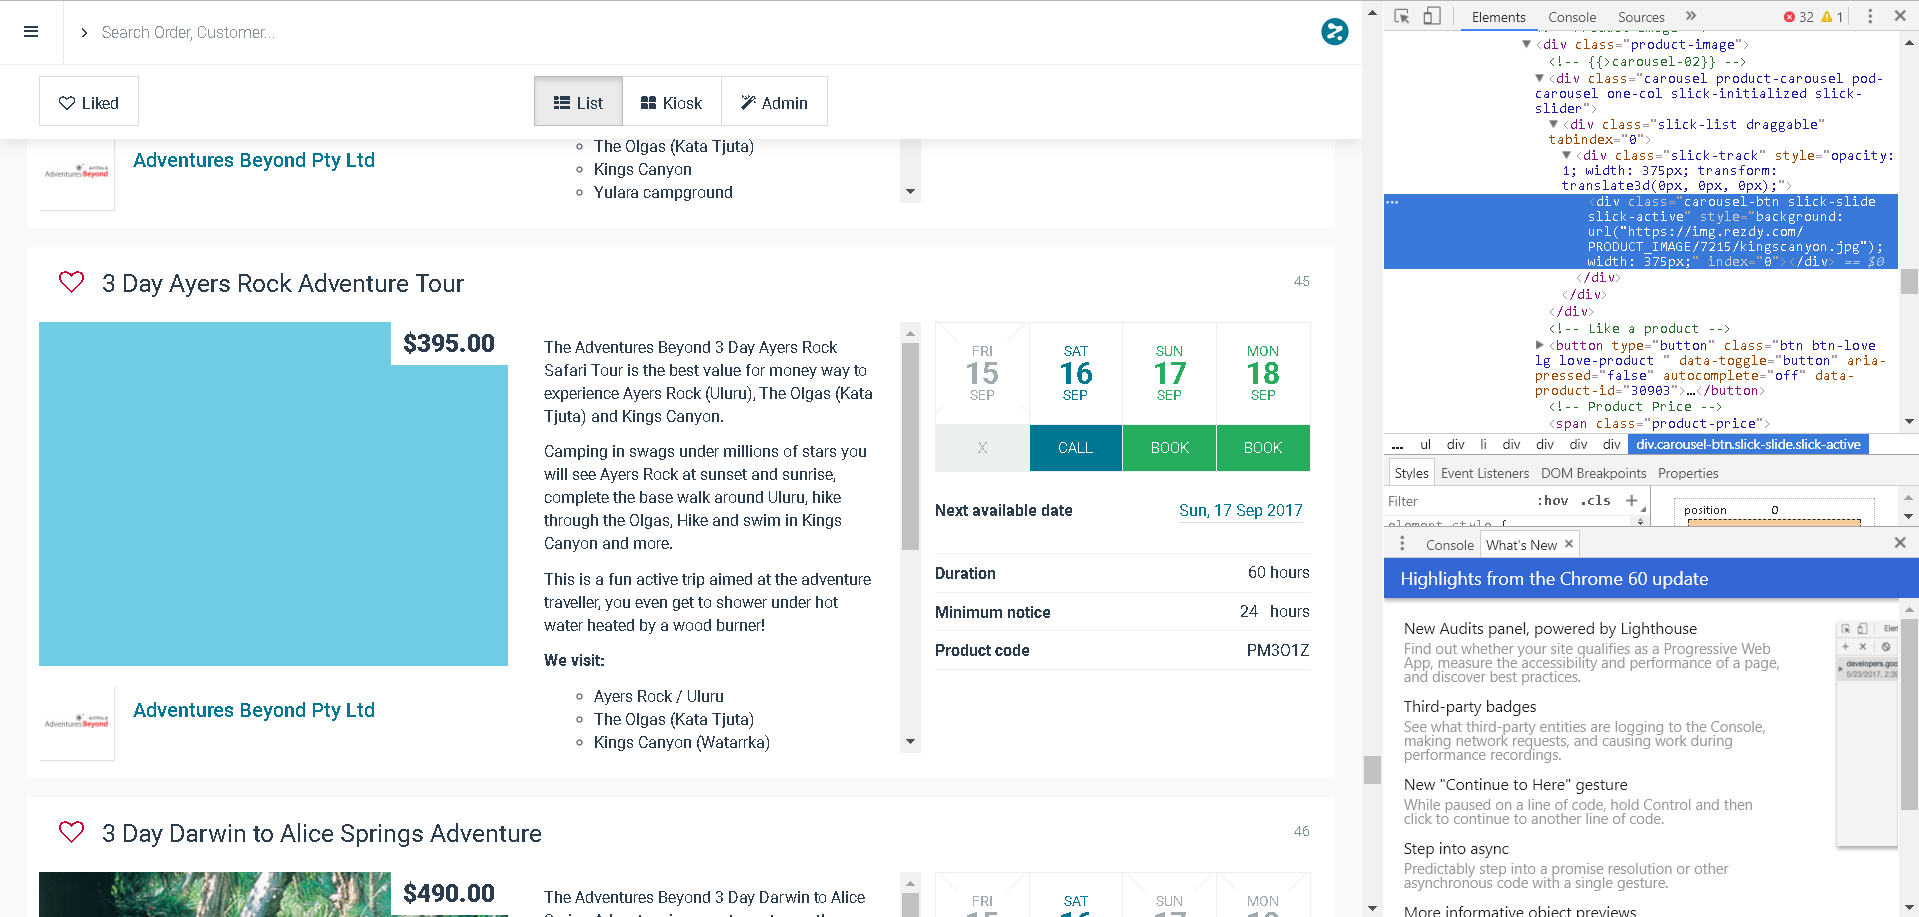 Search Order, Customer...
Liked
List
Kiosk
Admin
Adventures Beyond
Adventures Beyond Pty Ltd
The Olgas (Kata Tjuta)
Kings Canyon
Yulara campground
3 Day Ayers Rock Adventure Tour
45
$395.00
The Adventures Beyond 3 Day Ayers Rock
Safari Tour is the best value for money way to
experience Ayers Rock (Uluru), The Olgas (Kata
Tjuta) and Kings Canyon.
Camping in swags under millions of stars you
will see Ayers Rock at sunset and sunrise,
complete the base walk around Uluru, hike
through the Olgas, Hike and swim in Kings
Canyon and more.
This is a fun active trip aimed at the adventure
traveller, you even get to shower under hot
water heated by a wood burner!
We visit:
Ayers Rock / Uluru
The Olgas (Kata Tjuta)
Kings Canyon (Watarrka)
FRI 15 SEP
SAT 16 SEP
SUN 17 SEP
MON 18 SEP
X
CALL
BOOK
BOOK
Next available date Sun, 17 Sep 2017
Duration 60 hours
Minimum notice 24 hours
Product code PM3O1Z
Adventures Beyond
Adventures Beyond Pty Ltd
3 Day Darwin to Alice Springs Adventure
46
$490.00
The Adventures Beyond 3 Day Darwin to Alice
FRI
SAT
SUN
MON
Elements Console Sources » 32 1
<div class="product-image">
<!-- {{>carousel-02}} -->
<div class="carousel product-carousel pod-
carousel one-col slick-initialized slick-
slider">
<div class="slick-list draggable"
tabindex="0">
<div class="slick-track" style="opacity:
1; width: 375px; transform:
translate3d(0px, 0px, 0px);">
<div class="carousel-btn slick-slide
slick-active" style="background:
url("https://img.rezdy.com/
PRODUCT_IMAGE/7215/kingscanyon.jpg");
width: 375px;" index="0"></div> == $0
</div>
</div>
</div>
<!-- Like a product -->
<button type="button" class="btn btn-love
lg love-product " data-toggle="button" aria-
pressed="false" autocomplete="off" data-
product-id="30903">…</button>
<!-- Product Price -->
<span class="product-price">
... ul div li div div div div div.carousel-btn.slick-slide.slick-active
Styles Event Listeners DOM Breakpoints Properties
Filter :hov .cls +
element.style {
position 0
Console What's New ×
Highlights from the Chrome 60 update
New Audits panel, powered by Lighthouse
Find out whether your site qualifies as a Progressive Web
App, measure the accessibility and performance of a page,
and discover best practices.
Third-party badges
See what third-party entities are logging to the Console,
making network requests, and causing work during
performance recordings.
New "Continue to Here" gesture
While paused on a line of code, hold Control and then
click to continue to another line of code.
Step into async
Predictably step into a promise resolution or other
asynchronous code with a single gesture.
More informative object previews
Ele
developers.goo
5/23/2017, 2:39